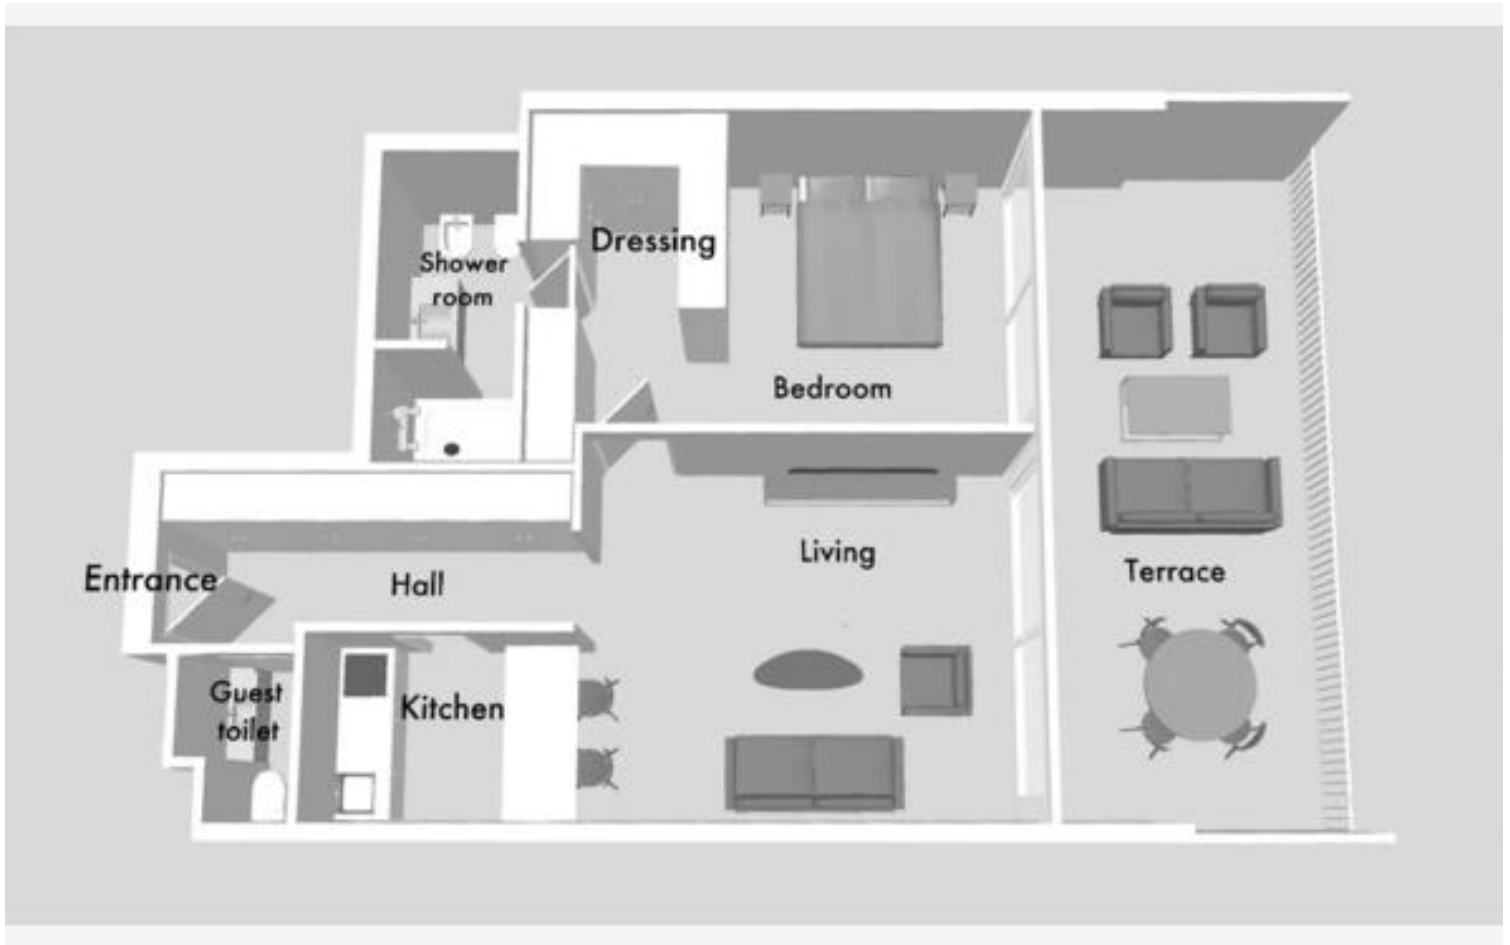 Dressing
Shower
room
Bedroom
Living
Terrace
Entrance
Hall
Guest
toilet
Kitchen